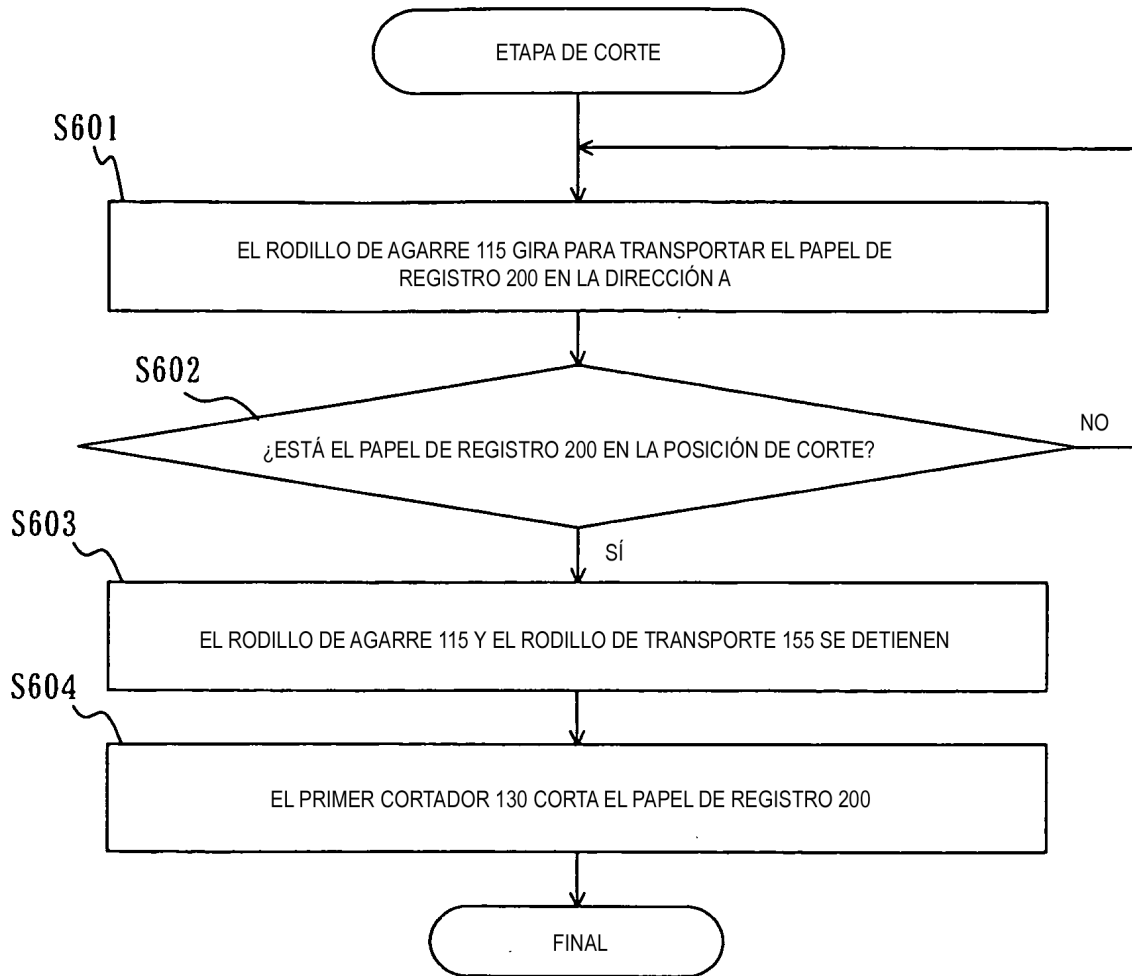 ETAPA DE CORTE
S601
EL RODILLO DE AGARRE 115 GIRA PARA TRANSPORTAR EL PAPEL DE
REGISTRO 200 EN LA DIRECCIÓN A
S602
¿ESTÁ EL PAPEL DE REGISTRO 200 EN LA POSICIÓN DE CORTE?
NO
SÍ
S603
EL RODILLO DE AGARRE 115 Y EL RODILLO DE TRANSPORTE 155 SE DETIENEN
S604
EL PRIMER CORTADOR 130 CORTA EL PAPEL DE REGISTRO 200
FINAL